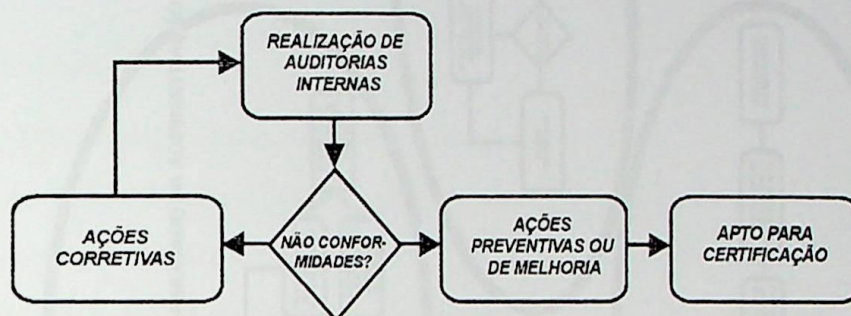 REALIZAÇÃO DE
AUDITORIAS
INTERNAS
AÇÕES
CORRETIVAS
NÃO CONFOR-
MIDADES?
AÇÕES
PREVENTIVAS OU
DE MELHORIA
APTO PARA
CERTIFICAÇÃO